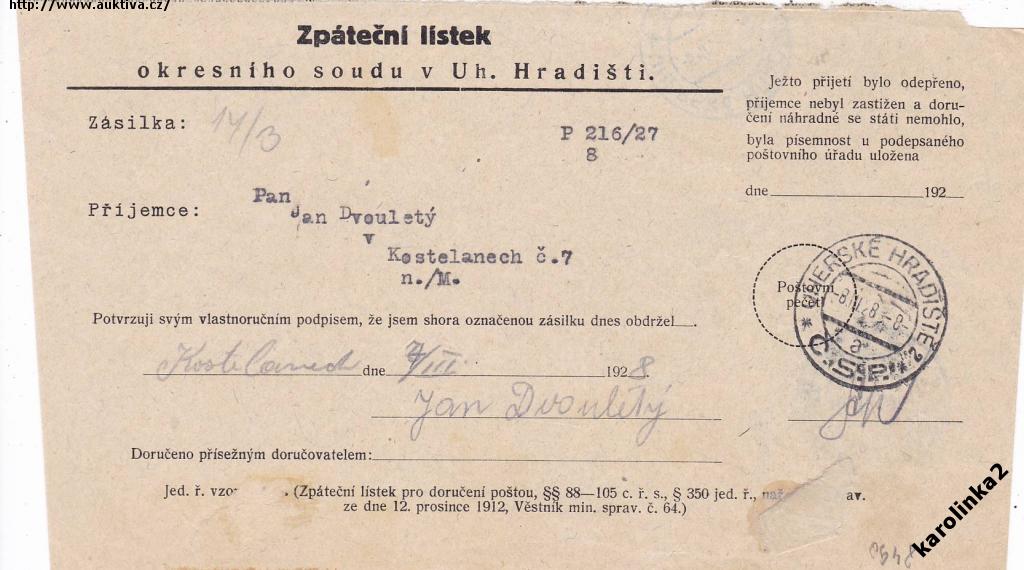 http://www.auktiva.cz/
Zpáteční lístek
okresního soudu v Uh. Hradišti.
Zásilka: 14/3
P 216/27
8
Příjemce:
Pan
Jan Dvouletý
v
Kostelanech č.7
n./M.
Potvrzuji svým vlastnoručním podpisem, že jsem shora označenou zásilku dnes obdržel
Kostelanech dne 7/III 1928.
Jan Dvouletý
Doručeno přísežným doručovatelem:
Jed. ř. (Zpáteční lístek pro doručení poštou, §§ 88—105 c. ř. s., § 350 jed. ř.,
ze dne 12. prosince 1912, Věstník min. sprav. č. 64.)
Ježto přijetí bylo odepřeno,
příjemce nebyl zastižen a doru-
čení náhradné se státi nemohlo,
byla písemnost u podepsaného
poštovního úřadu uložena
dne 192
Poštovní
pečeť
UHERSKÉ HRADIŠTĚ 2
karolinka2